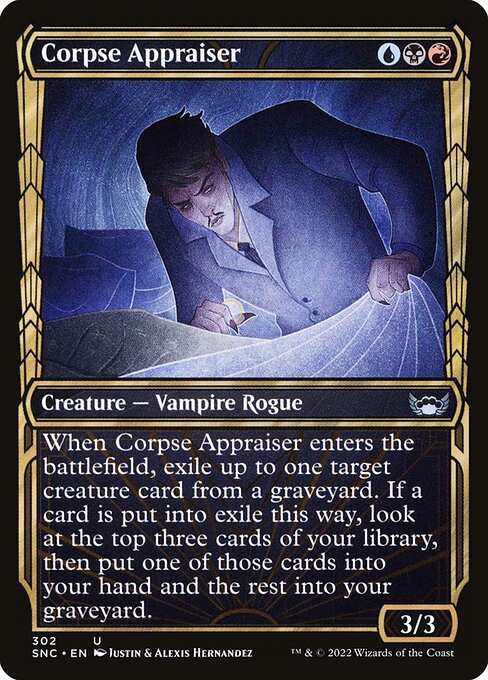 Corpse Appraiser
Creature — Vampire Rogue
When Corpse Appraiser enters the
battlefield, exile up to one target
creature card from a graveyard. If a
card is put into exile this way, look
at the top three cards of your library,
then put one of those cards into
your hand and the rest into your
graveyard.
3/3
302 U
SNC • EN Justin & Alexis Hernandez
™ & © 2022 Wizards of the Coast